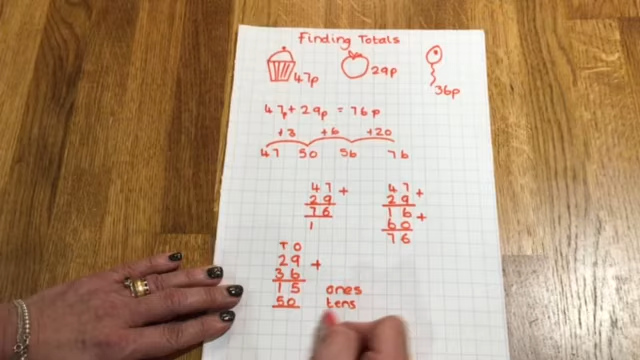 Finding Totals
47p
29p
36p
47p + 29p = 76p
+3 +6 +20
47 50 56 76
47 +
29
76
1
47 +
29
16 +
60
76
T O
29 +
36
15 ones
50 tens